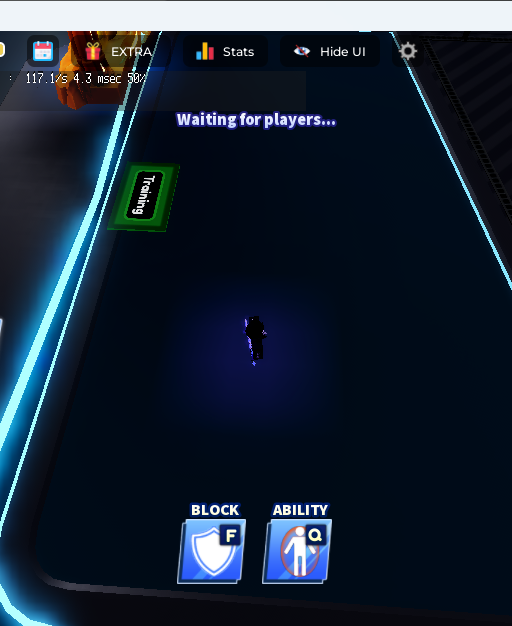 EXTRA
Stats
Hide UI
: 117.1/s 4.3 msec 50%
Waiting for players...
Training
BLOCK
ABILITY
F
Q